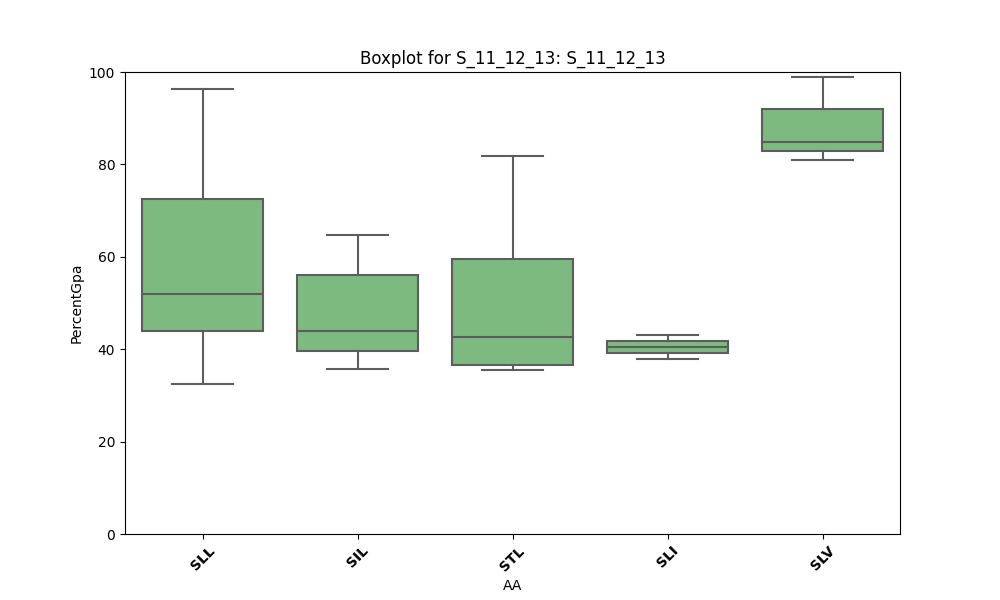 Boxplot for S_11_12_13: S_11_12_13
100
80
60
40
20
0
PercentGpa
SLL
SIL
STL
SLI
SLV
AA